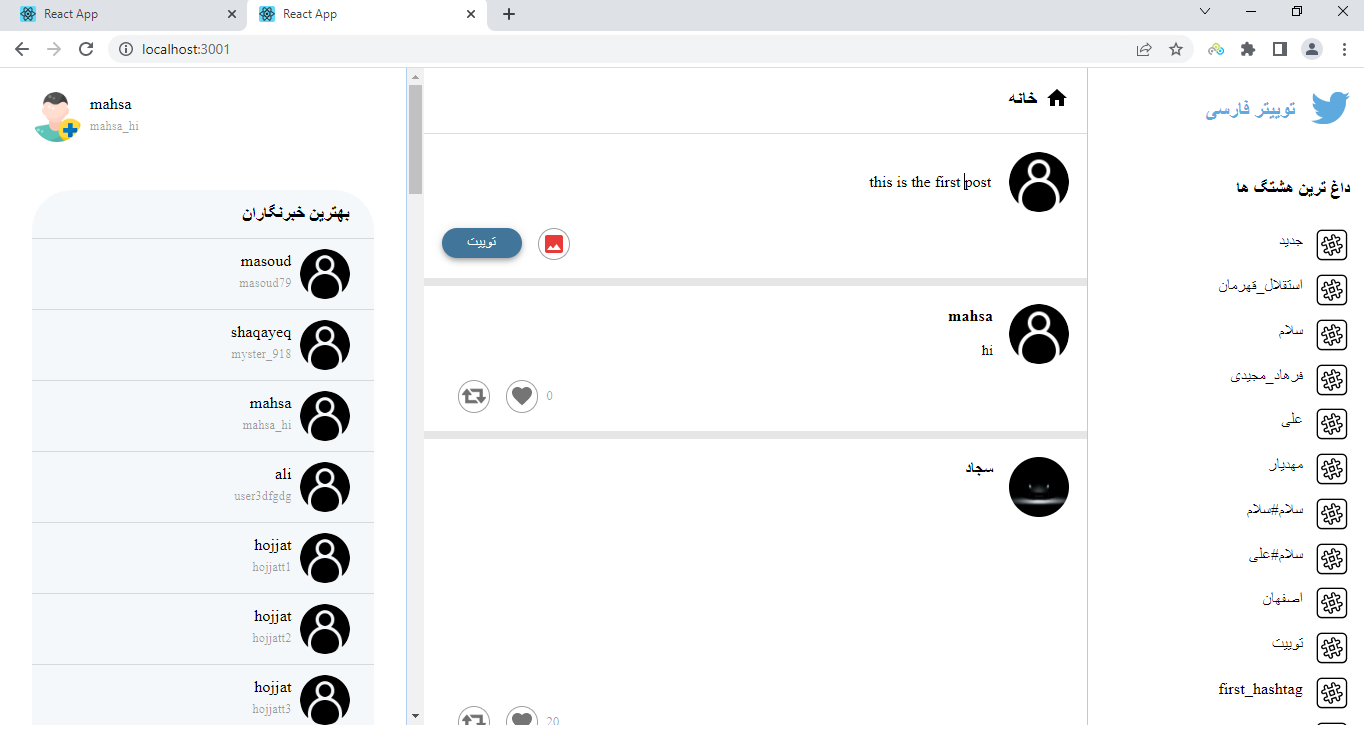 React App
React App
localhost:3001
mahsa
mahsa_hi
بهترین خبرنگاران
masoud
masoud79
shaqayeq
myster_918
mahsa
mahsa_hi
ali
user3dfgdg
hojjat
hojjatt1
hojjat
hojjatt2
hojjat
hojjatt3
خانه
this is the first post
توییت
mahsa
hi
0
سجاد
20
توییتر فارسی
داغ ترین هشتگ ها
جدید
استقلال_قهرمان
سلام
فرهاد_مجیدی
علی
مهدیار
سلام#سلام
سلام#علی
اصفهان
توییت
first_hashtag